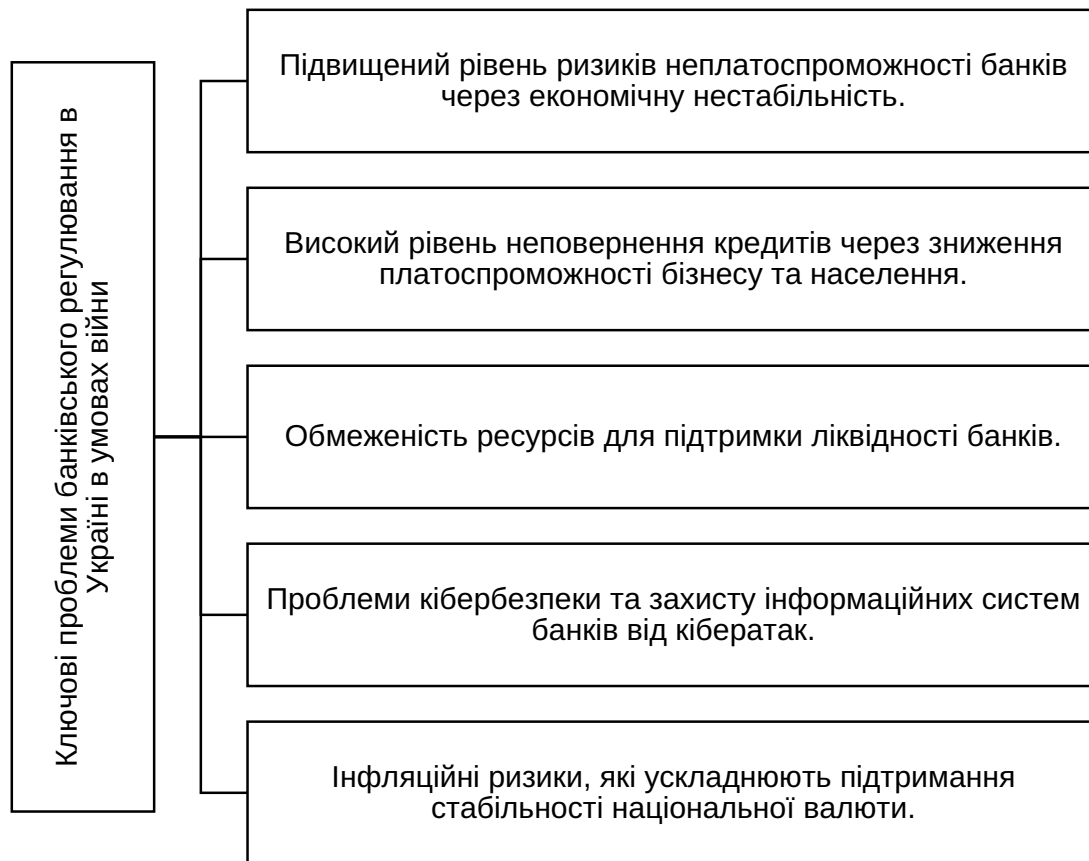 Ключові проблеми банківського регулювання в
Україні в умовах війни
Підвищений рівень ризиків неплатоспроможності банків
через економічну нестабільність.
Високий рівень неповернення кредитів через зниження
платоспроможності бізнесу та населення.
Обмеженість ресурсів для підтримки ліквідності банків.
Проблеми кібербезпеки та захисту інформаційних систем
банків від кібератак.
Інфляційні ризики, які ускладнюють підтримання
стабільності національної валюти.